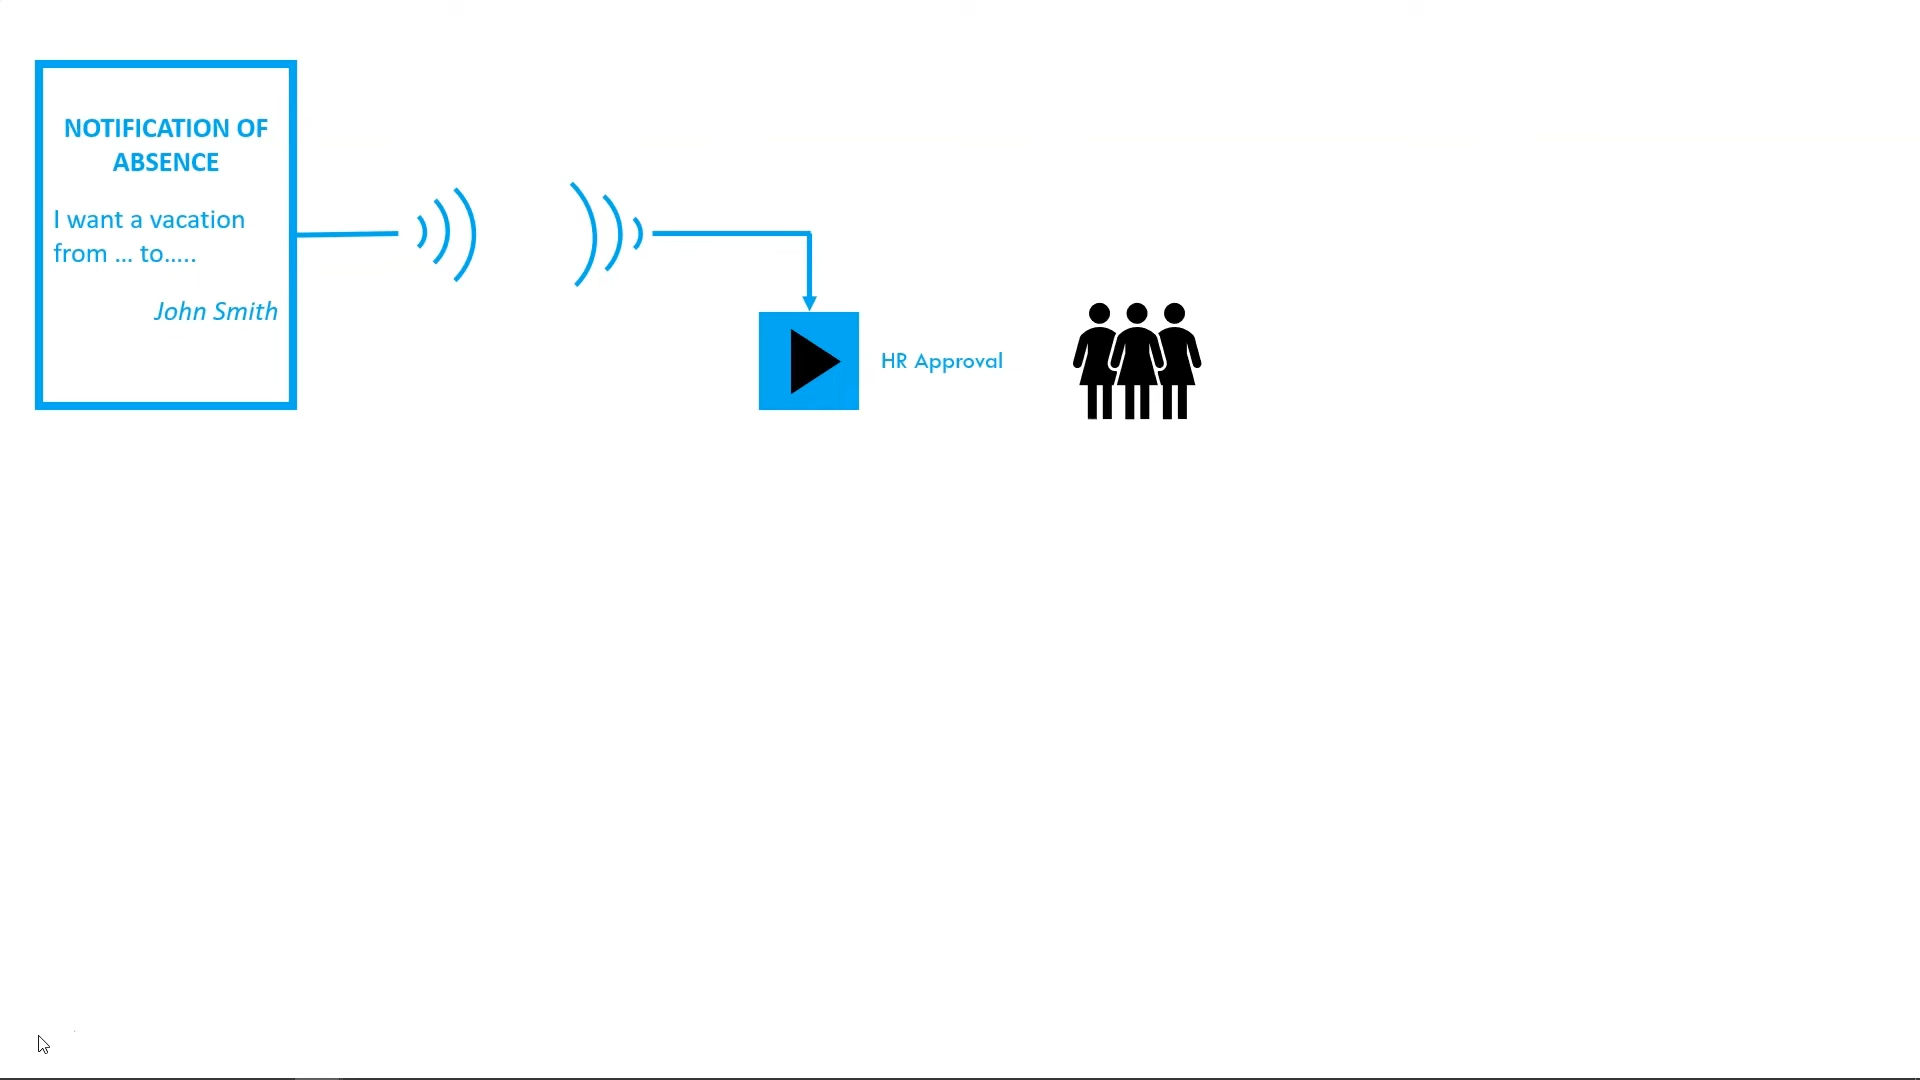 NOTIFICATION OF
ABSENCE
I want a vacation
from ... to.....
John Smith
HR Approval